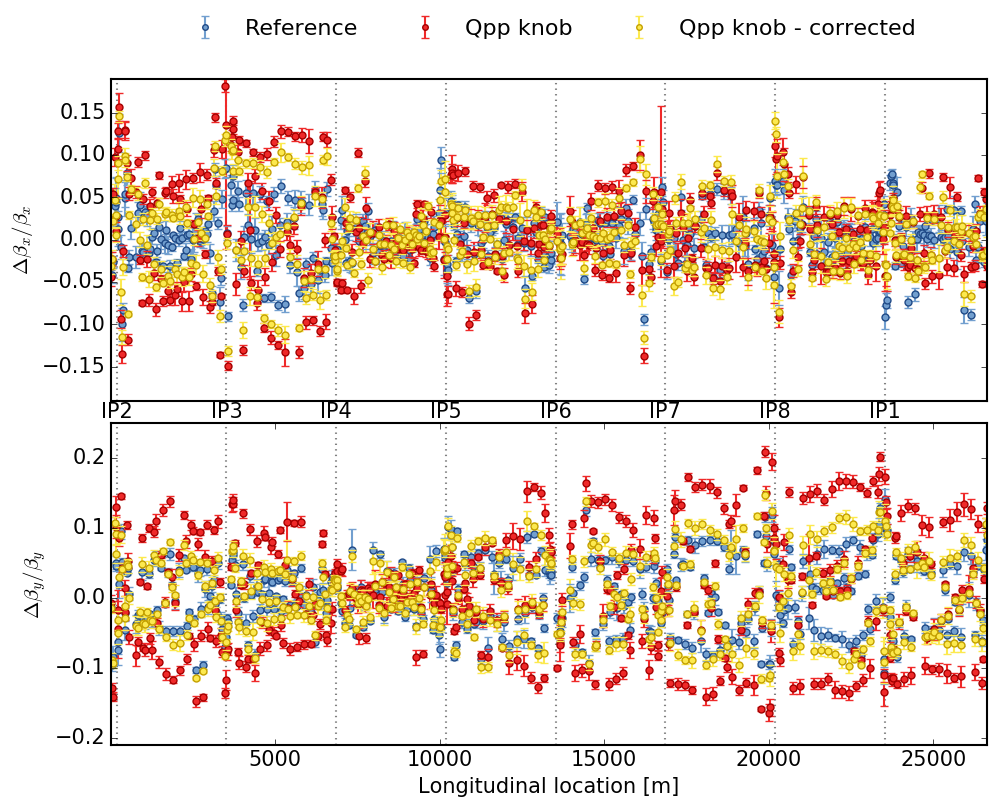 Reference Qpp knob Qpp knob - corrected
0.15
0.10
0.05
0.00
−0.05
−0.10
−0.15
Δβx/βx
IP2 IP3 IP4 IP5 IP6 IP7 IP8 IP1
0.2
0.1
0.0
−0.1
−0.2
Δβy/βy
5000 10000 15000 20000 25000
Longitudinal location [m]